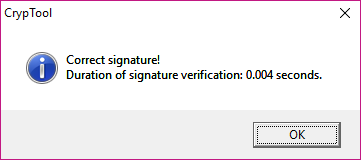 CrypTool
Correct signature!
Duration of signature verification: 0.004 seconds.
OK